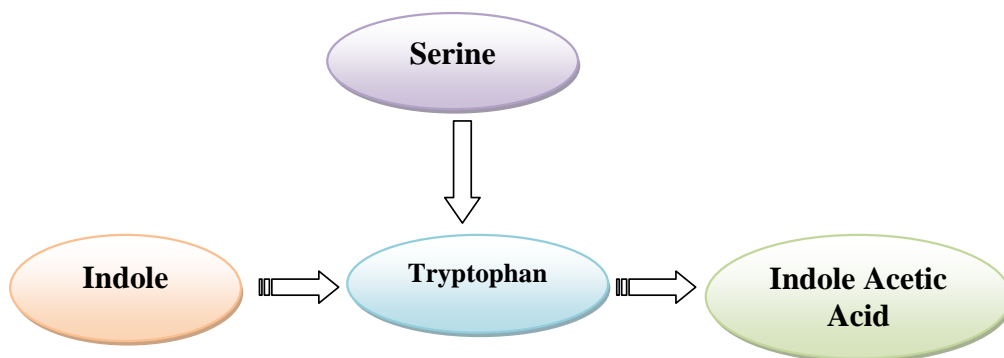 Serine
Indole
Tryptophan
Indole Acetic
Acid